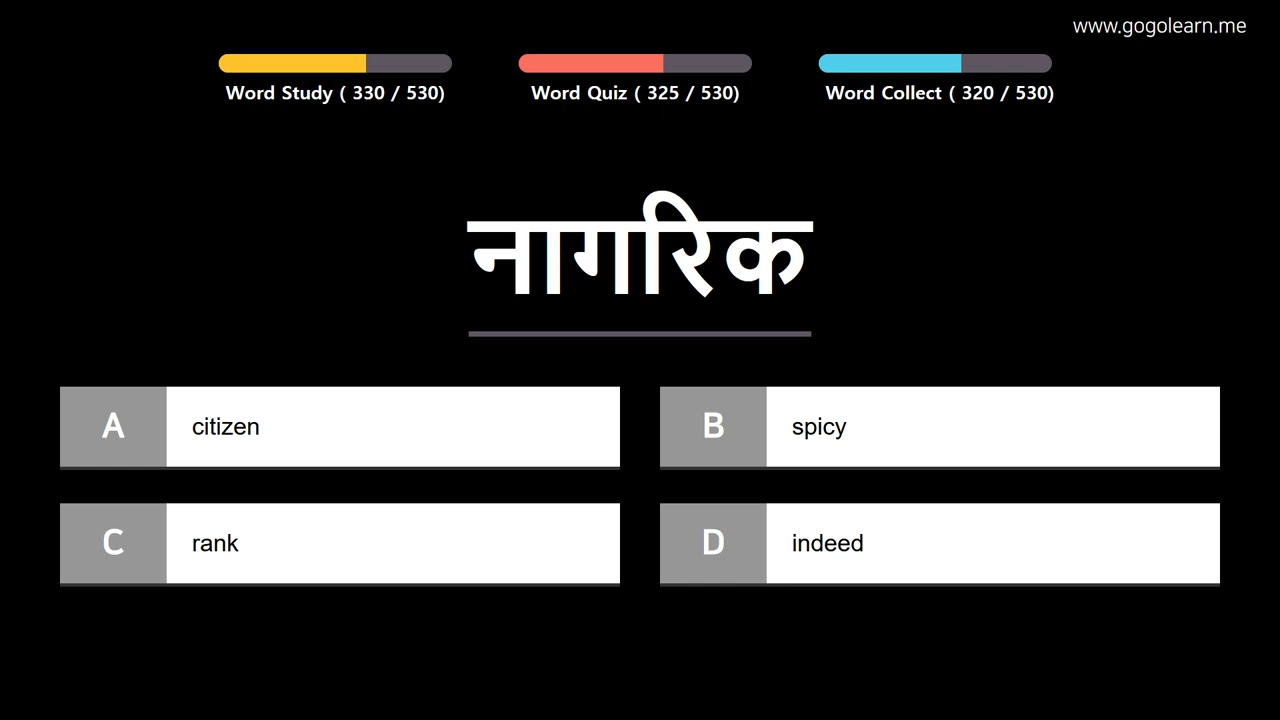 www.gogolearn.me
Word Study ( 330 / 530)
Word Quiz ( 325 / 530)
Word Collect ( 320 / 530)
नागरिक
A citizen
B spicy
C rank
D indeed